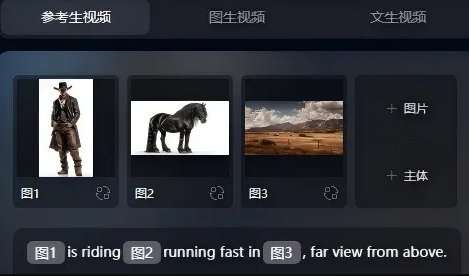 参考生视频 图生视频 文生视频
图1 图2 图3
+ 图片
+ 主体
图1 is riding 图2 running fast in 图3 , far view from above.